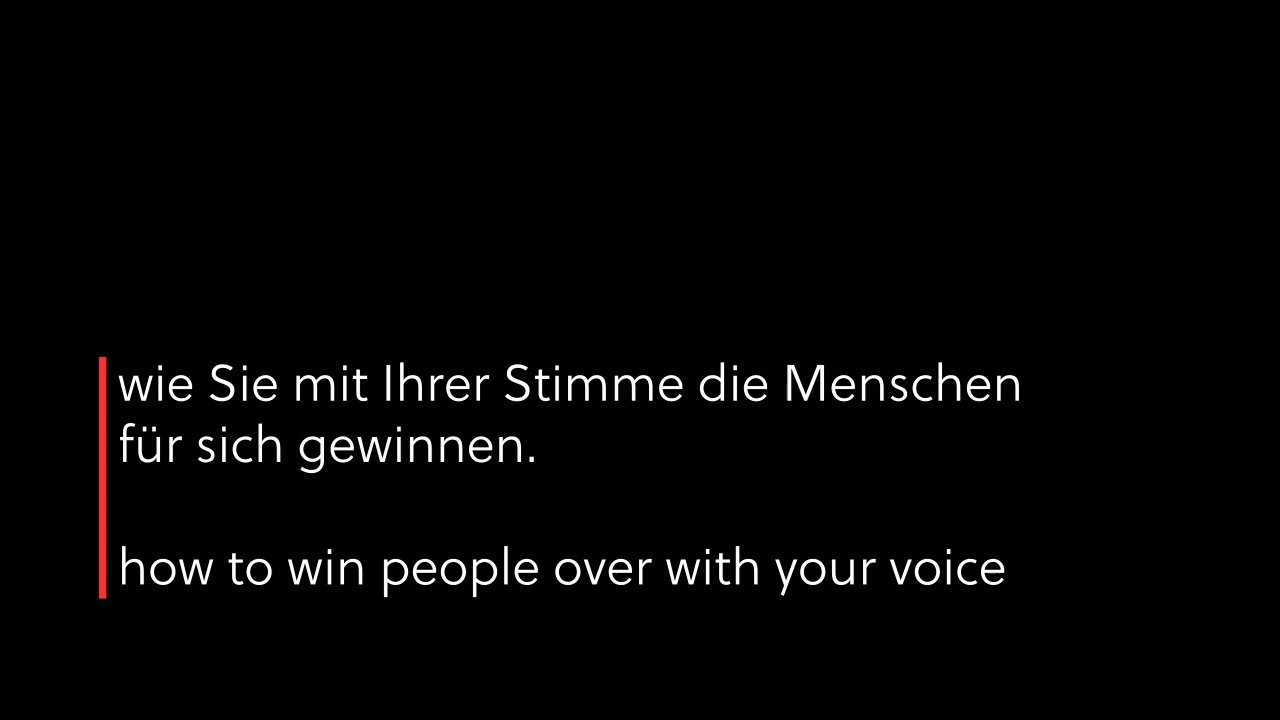 wie Sie mit Ihrer Stimme die Menschen
für sich gewinnen.
how to win people over with your voice